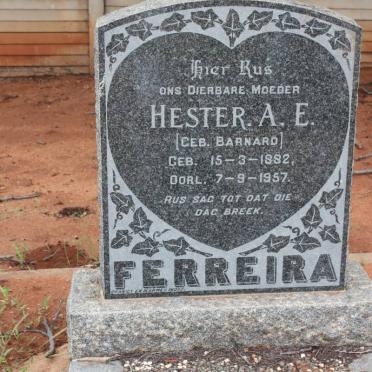 Hier Rus
ONS DIERBARE MOEDER
HESTER. A. E.
[GEB. BARNARD]
GEB. 15-3-1882,
OORL. 7-9-1957.
RUS SAG TOT DAT DIE
DAG BREEK.
FERREIRA